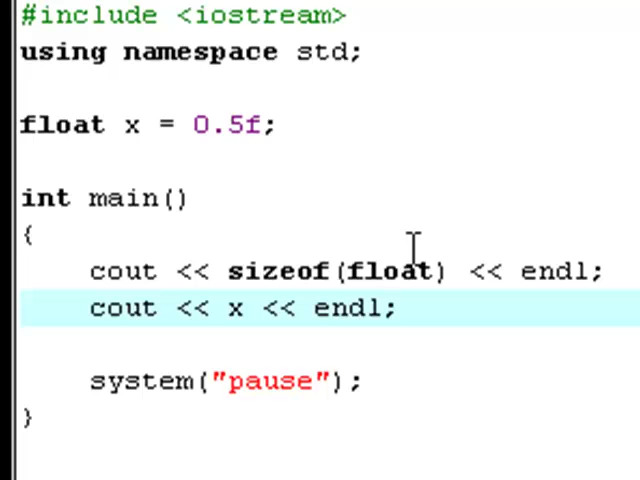 #include <iostream>
using namespace std;
float x = 0.5f;
int main()
{
cout << sizeof(float) << endl;
cout << x << endl;
system("pause");
}